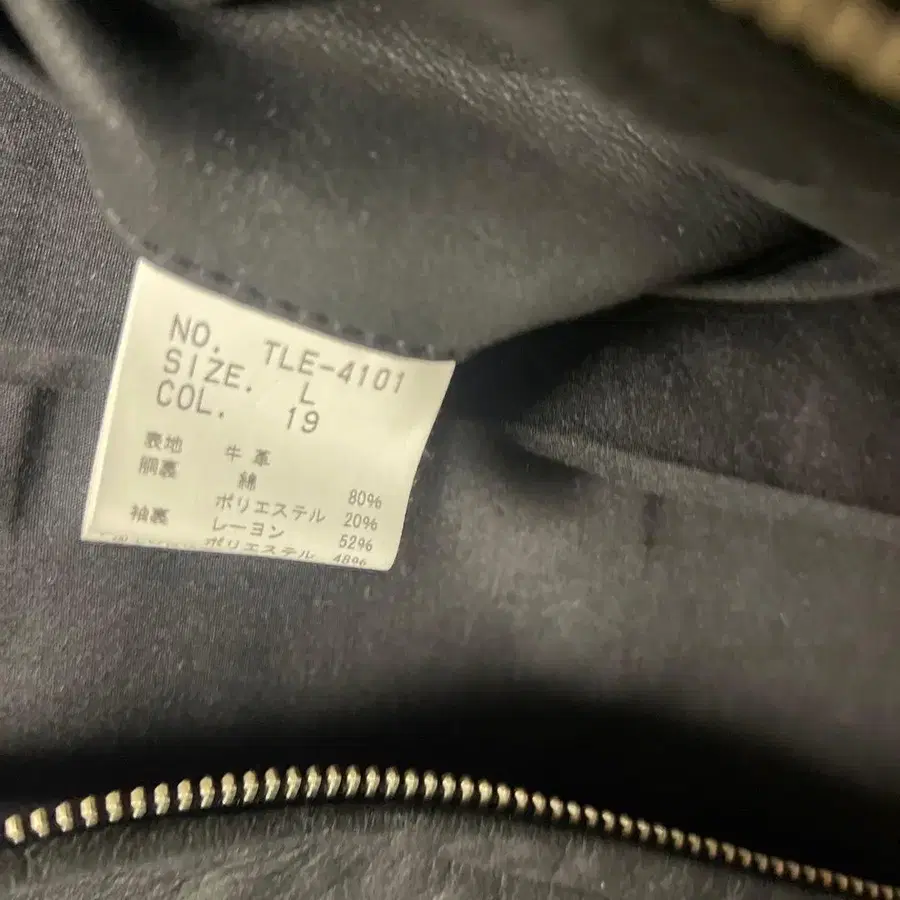 NO. TLE-4101
SIZE. L
COL. 19
表地 牛革
胴裏 綿 80%
ポリエステル 20%
袖裏 レーヨン 52%
ポリエステル 48%